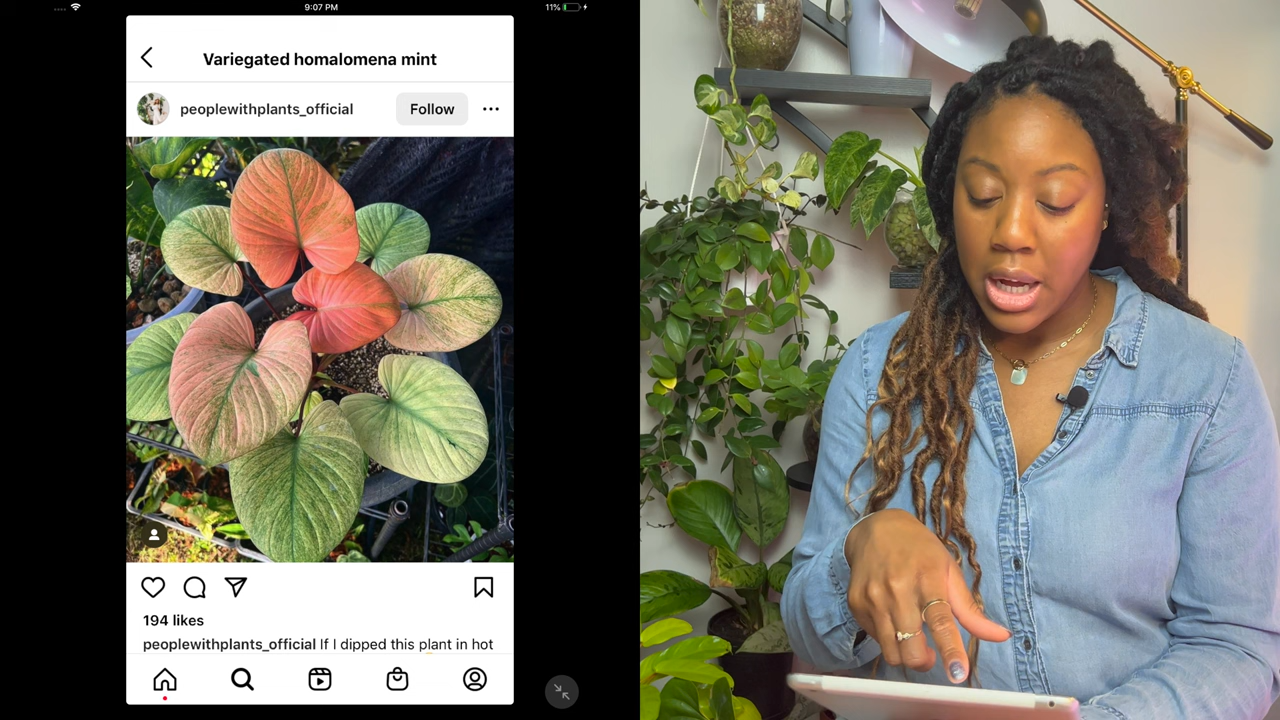 9:07 PM
11%
Variegated homalomena mint
peoplewithplants_official
Follow
194 likes
peoplewithplants_official If I dipped this plant in hot